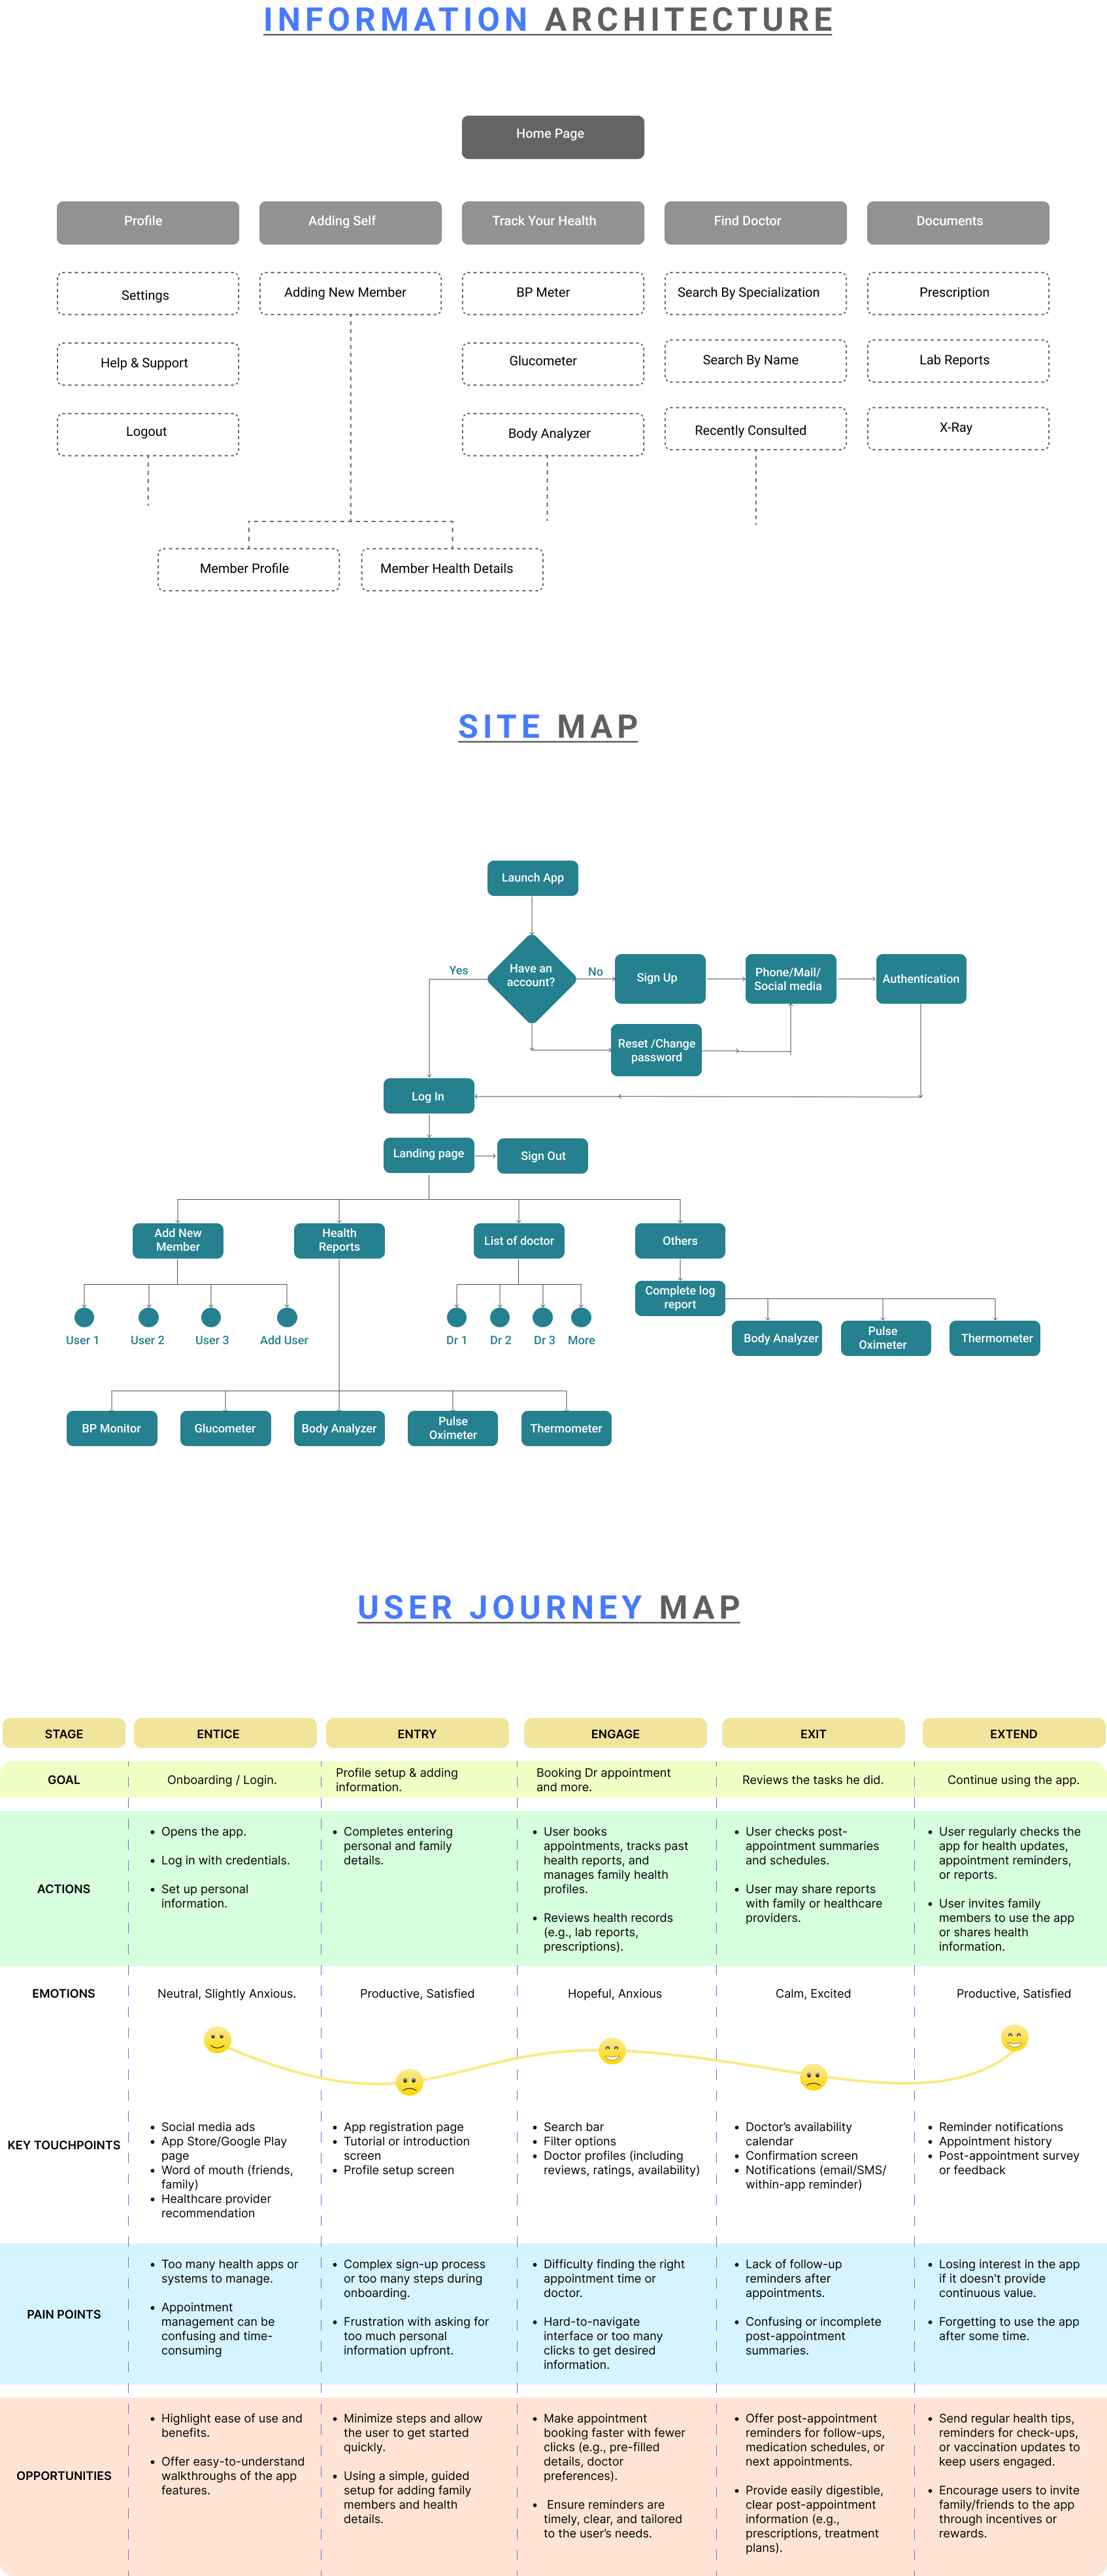 INFORMATION ARCHITECTURE
Home Page
Profile
Adding Self
Track Your Health
Find Doctor
Documents
Settings
Adding New Member
BP Meter
Search By Specialization
Prescription
Help & Support
Glucometer
Search By Name
Lab Reports
Logout
Body Analyzer
Recently Consulted
X-Ray
Member Profile
Member Health Details
SITE MAP
Launch App
Have an
account?
Yes
No
Sign Up
Phone/Mail/
Social media
Authentication
Reset /Change
password
Log In
Landing page
Sign Out
Add New
Member
Health
Reports
List of doctor
Others
Complete log
report
User 1
User 2
User 3
Add User
Dr 1
Dr 2
Dr 3
More
Body Analyzer
Pulse
Oximeter
Thermometer
BP Monitor
Glucometer
Body Analyzer
Pulse
Oximeter
Thermometer
USER JOURNEY MAP
STAGE
ENTICE
ENTRY
ENGAGE
EXIT
EXTEND
GOAL
Onboarding / Login.
Profile setup & adding
information.
Booking Dr appointment
and more.
Reviews the tasks he did.
Continue using the app.
ACTIONS
• Opens the app.
• Log in with credentials.
• Set up personal
information.
• Completes entering
personal and family
details.
• User books
appointments, tracks past
health reports, and
manages family health
profiles.
• Reviews health records
(e.g., lab reports,
prescriptions).
• User checks post-
appointment summaries
and schedules.
• User may share reports
with family or healthcare
providers.
• User regularly checks the
app for health updates,
appointment reminders,
or reports.
• User invites family
members to use the app
or shares health
information.
EMOTIONS
Neutral, Slightly Anxious.
Productive, Satisfied
Hopeful, Anxious
Calm, Excited
Productive, Satisfied
KEY TOUCHPOINTS
• Social media ads
• App Store/Google Play
page
• Word of mouth (friends,
family)
• Healthcare provider
recommendation
• App registration page
• Tutorial or introduction
screen
• Profile setup screen
• Search bar
• Filter options
• Doctor profiles (including
reviews, ratings, availability)
• Doctor’s availability
calendar
• Confirmation screen
• Notifications (email/SMS/
within-app reminder)
• Reminder notifications
• Appointment history
• Post-appointment survey
or feedback
PAIN POINTS
• Too many health apps or
systems to manage.
• Appointment
management can be
confusing and time-
consuming
• Complex sign-up process
or too many steps during
onboarding.
• Frustration with asking for
too much personal
information upfront.
• Difficulty finding the right
appointment time or
doctor.
• Hard-to-navigate
interface or too many
clicks to get desired
information.
• Lack of follow-up
reminders after
appointments.
• Confusing or incomplete
post-appointment
summaries.
• Losing interest in the app
if it doesn't provide
continuous value.
• Forgetting to use the app
after some time.
OPPORTUNITIES
• Highlight ease of use and
benefits.
• Offer easy-to-understand
walkthroughs of the app
features.
• Minimize steps and allow
the user to get started
quickly.
• Using a simple, guided
setup for adding family
members and health
details.
• Make appointment
booking faster with fewer
clicks (e.g., pre-filled
details, doctor
preferences).
• Ensure reminders are
timely, clear, and tailored
to the user’s needs.
• Offer post-appointment
reminders for follow-ups,
medication schedules, or
next appointments.
• Provide easily digestible,
clear post-appointment
information (e.g.,
prescriptions, treatment
plans).
• Send regular health tips,
reminders for check-ups,
or vaccination updates to
keep users engaged.
• Encourage users to invite
family/friends to the app
through incentives or
rewards.